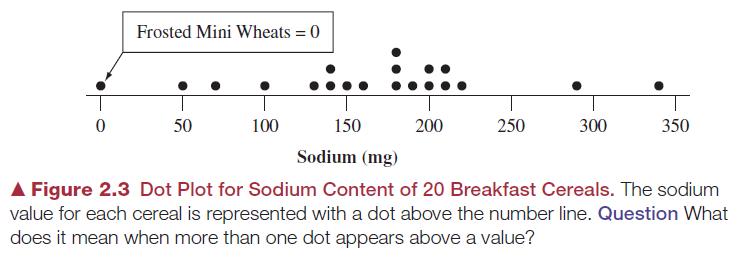 Frosted Mini Wheats = 0
0 50 100 150 200 250 300 350
Sodium (mg)
▲ Figure 2.3 Dot Plot for Sodium Content of 20 Breakfast Cereals. The sodium
value for each cereal is represented with a dot above the number line. Question What
does it mean when more than one dot appears above a value?